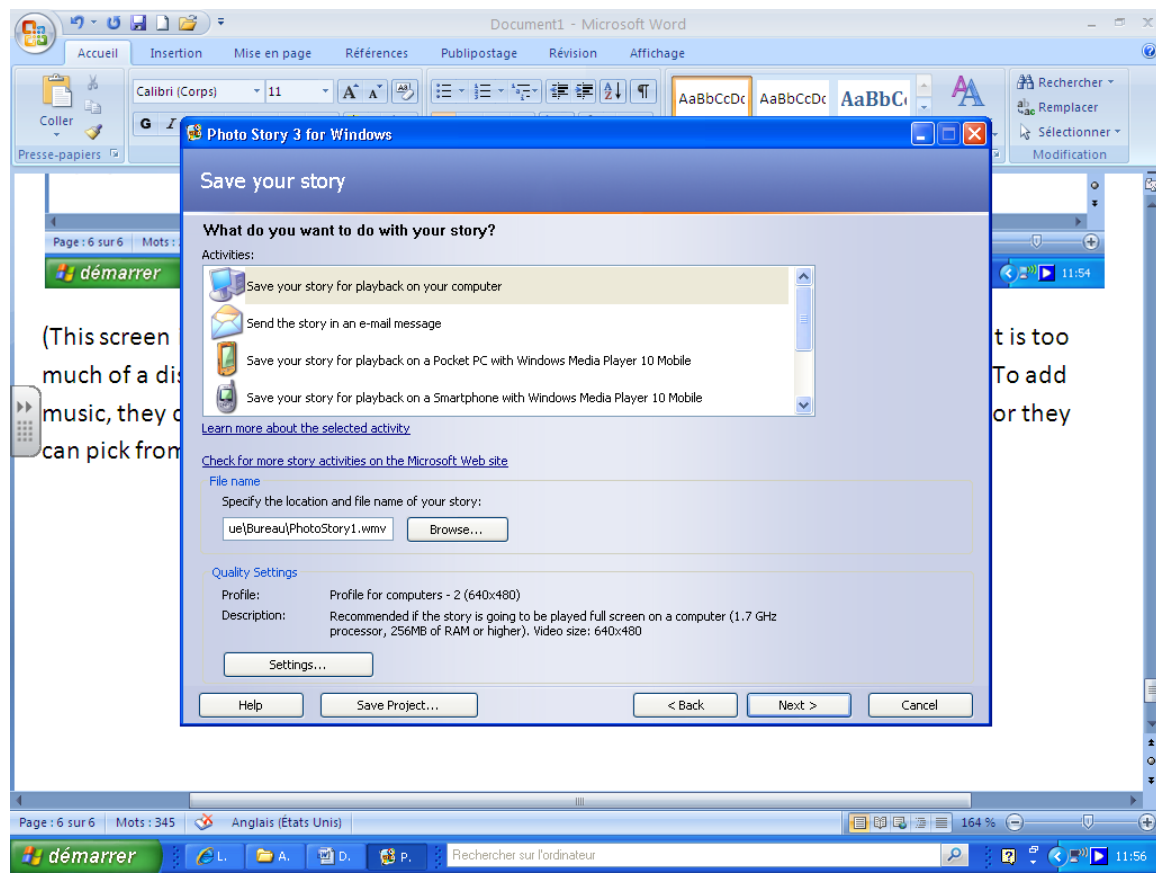 Document1 - Microsoft Word
Accueil Insertion Mise en page Références Publipostage Révision Affichage
Calibri (Corps) 11
AaBbCcDc AaBbCcDc AaBbC
Rechercher
Remplacer
Sélectionner
Coller
G I
Presse-papiers
Modification
Photo Story 3 for Windows
Save your story
What do you want to do with your story?
Activities:
Save your story for playback on your computer
Send the story in an e-mail message
Save your story for playback on a Pocket PC with Windows Media Player 10 Mobile
Save your story for playback on a Smartphone with Windows Media Player 10 Mobile
Learn more about the selected activity
Check for more story activities on the Microsoft Web site
File name
Specify the location and file name of your story:
ue\Bureau\PhotoStory1.wmv Browse...
Quality Settings
Profile: Profile for computers - 2 (640x480)
Description: Recommended if the story is going to be played full screen on a computer (1.7 GHz
processor, 256MB of RAM or higher). Video size: 640x480
Settings...
Help Save Project... < Back Next > Cancel
Page : 6 sur 6 Mots :
démarrer 11:54
(This screen t is too
much of a To add
music, they or they
can pick from
Page : 6 sur 6 Mots : 345 Anglais (États Unis) 164 %
démarrer L. A. D. P. Rechercher sur l'ordinateur 11:56